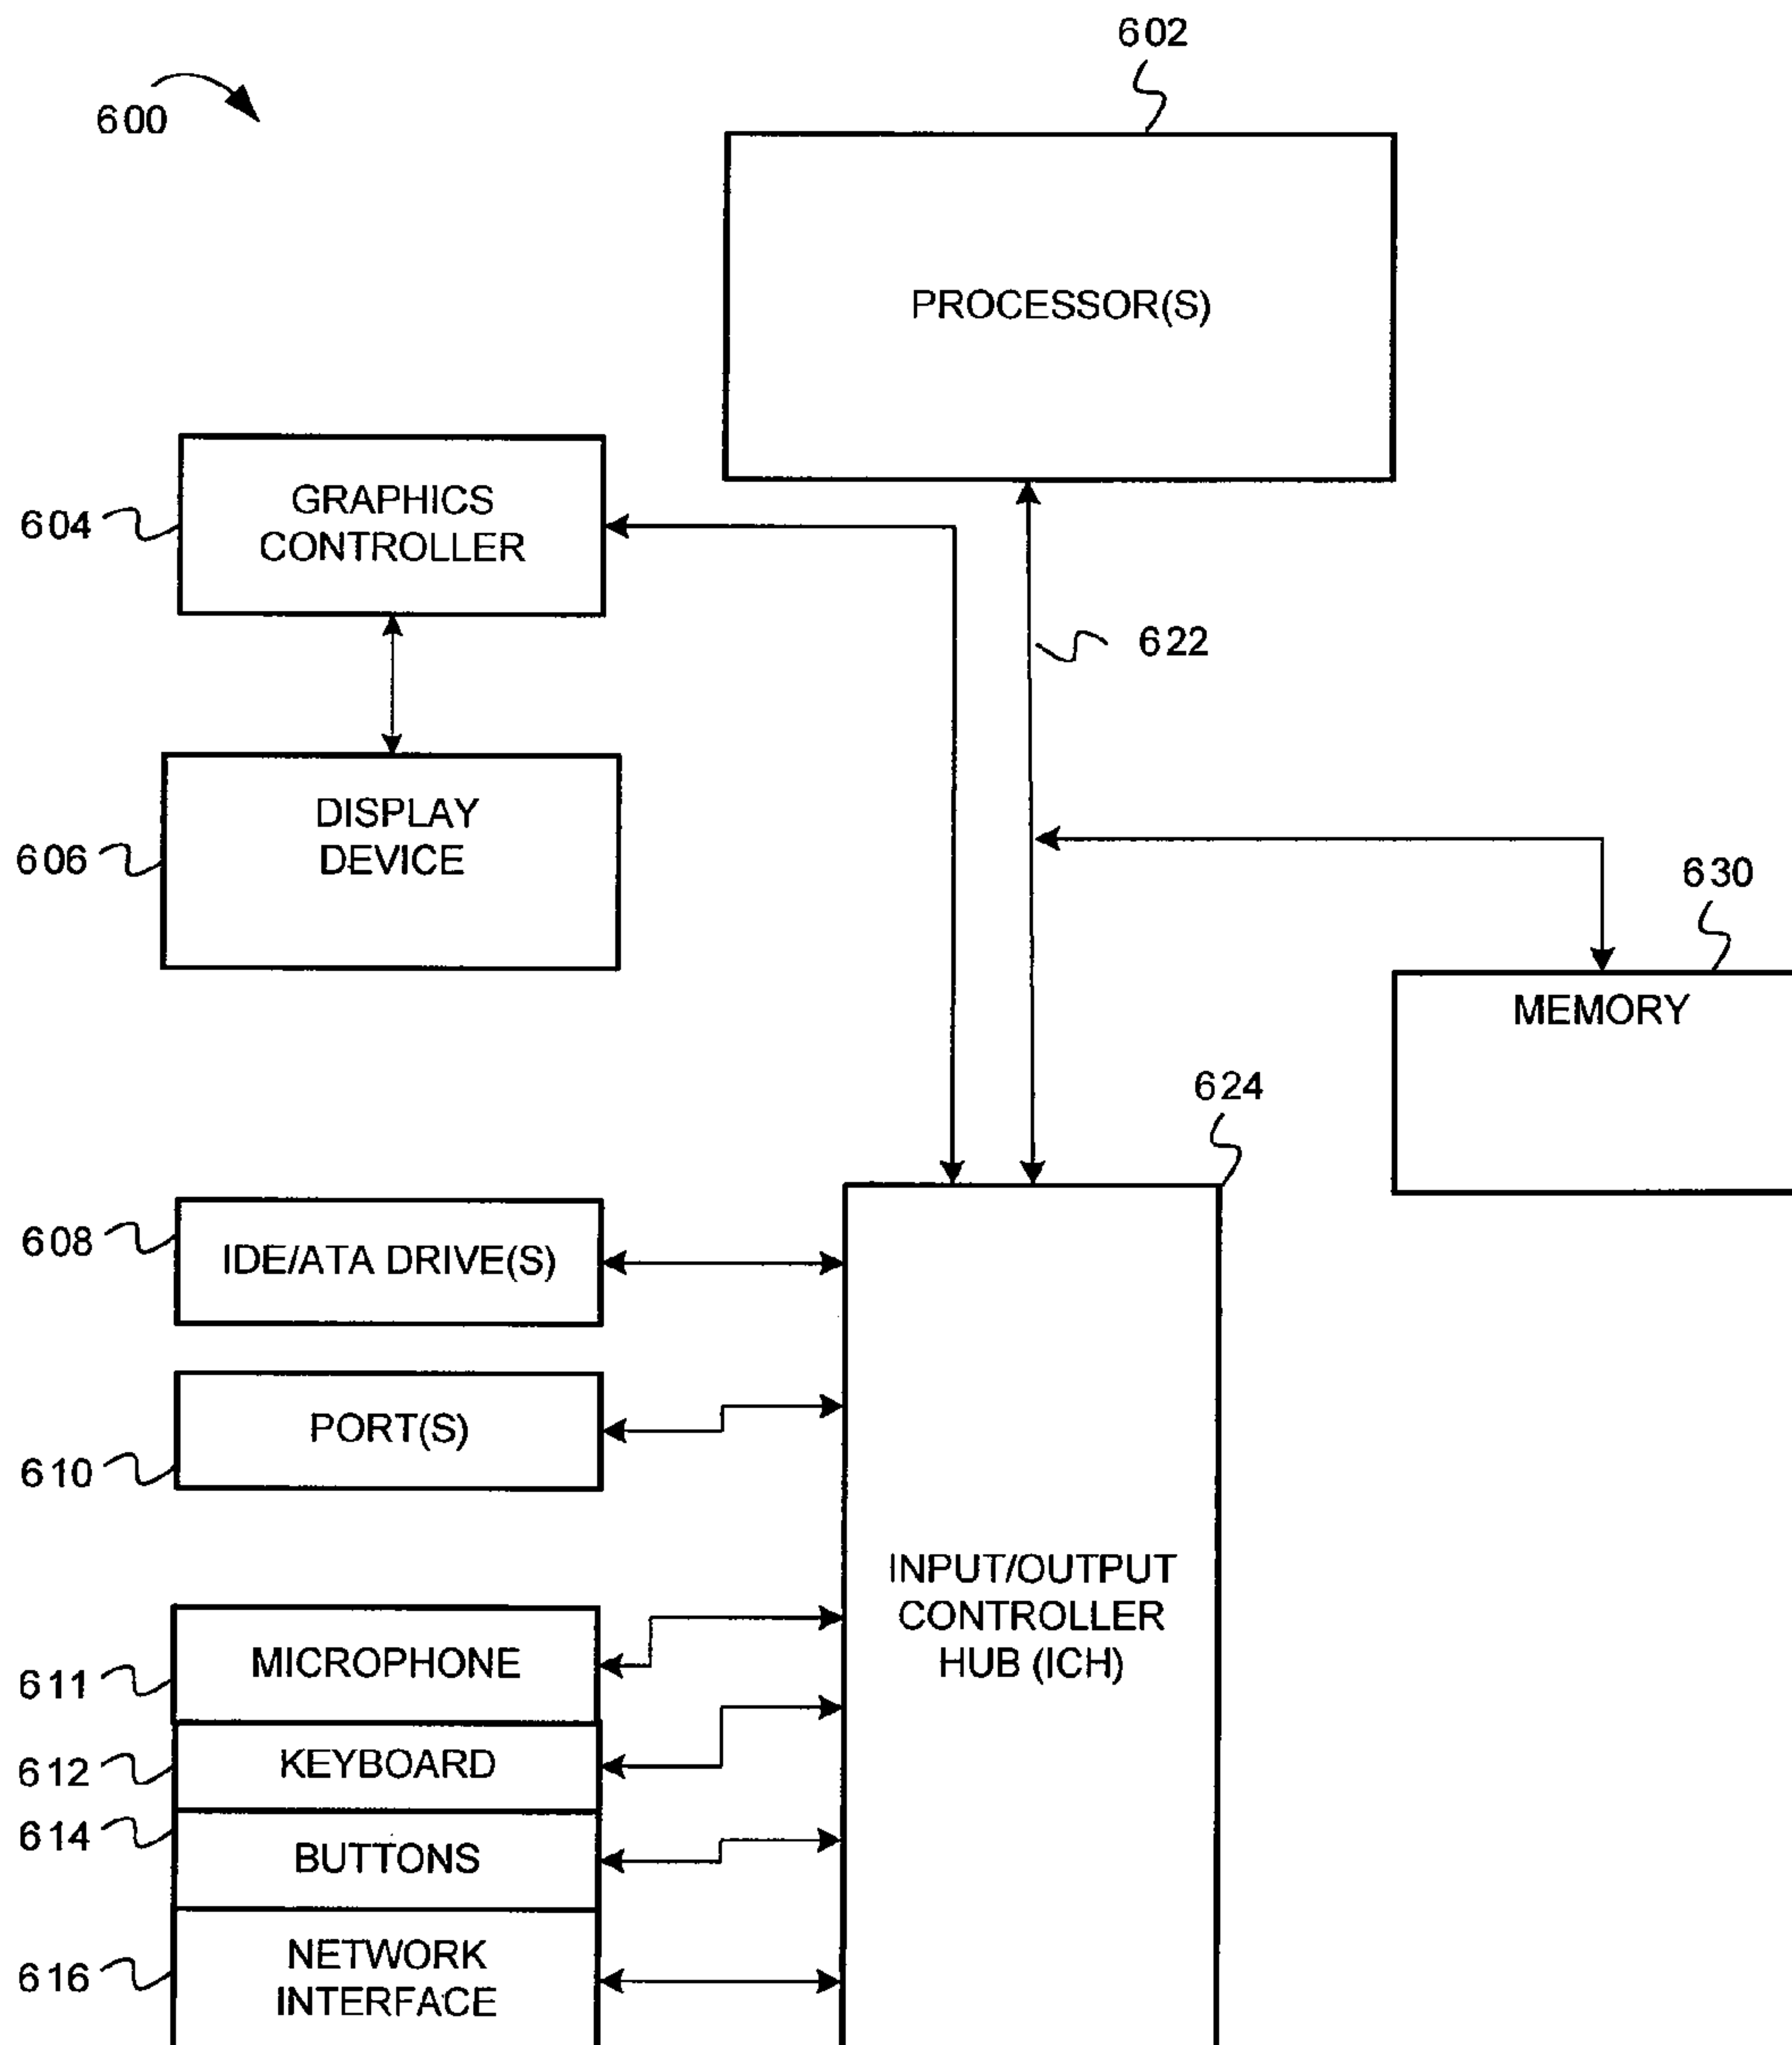 602
600
PROCESSOR(S)
604
GRAPHICS
CONTROLLER
622
606
DISPLAY
DEVICE
630
MEMORY
624
608
IDE/ATA DRIVE(S)
PORT(S)
610
INPUT/OUTPUT
CONTROLLER
HUB (ICH)
MICROPHONE
611
KEYBOARD
612
614
BUTTONS
NETWORK
INTERFACE
616